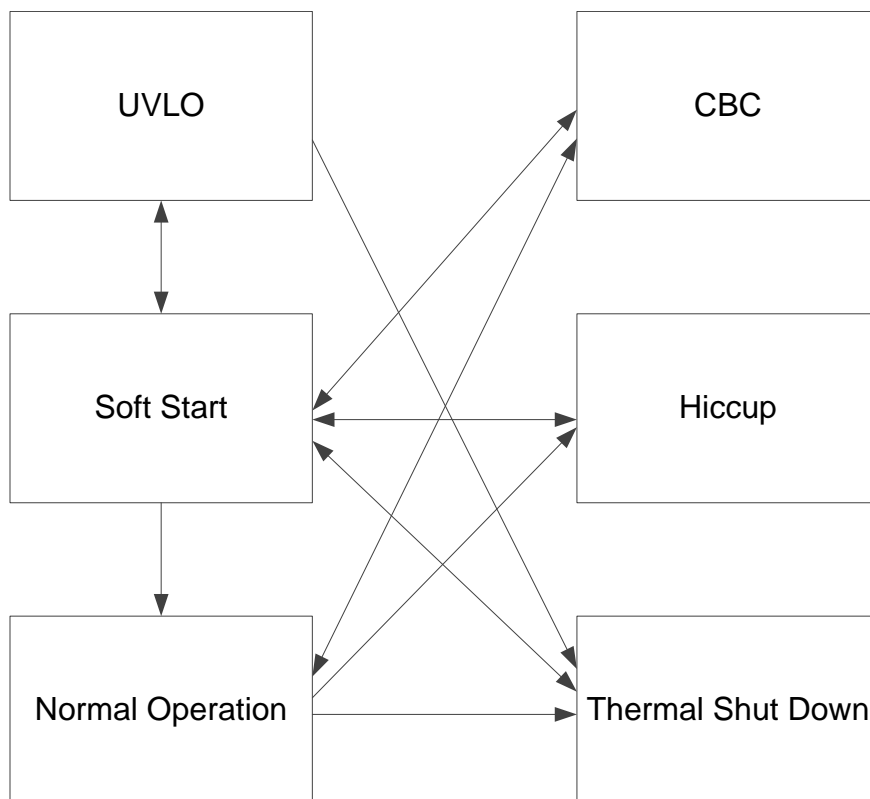 UVLO
CBC
Soft Start
Hiccup
Normal Operation
Thermal Shut Down